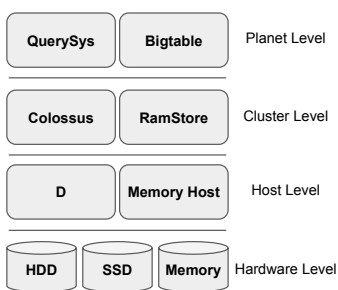 QuerySys Bigtable Planet Level
Colossus RamStore Cluster Level
D Memory Host Host Level
HDD SSD Memory Hardware Level